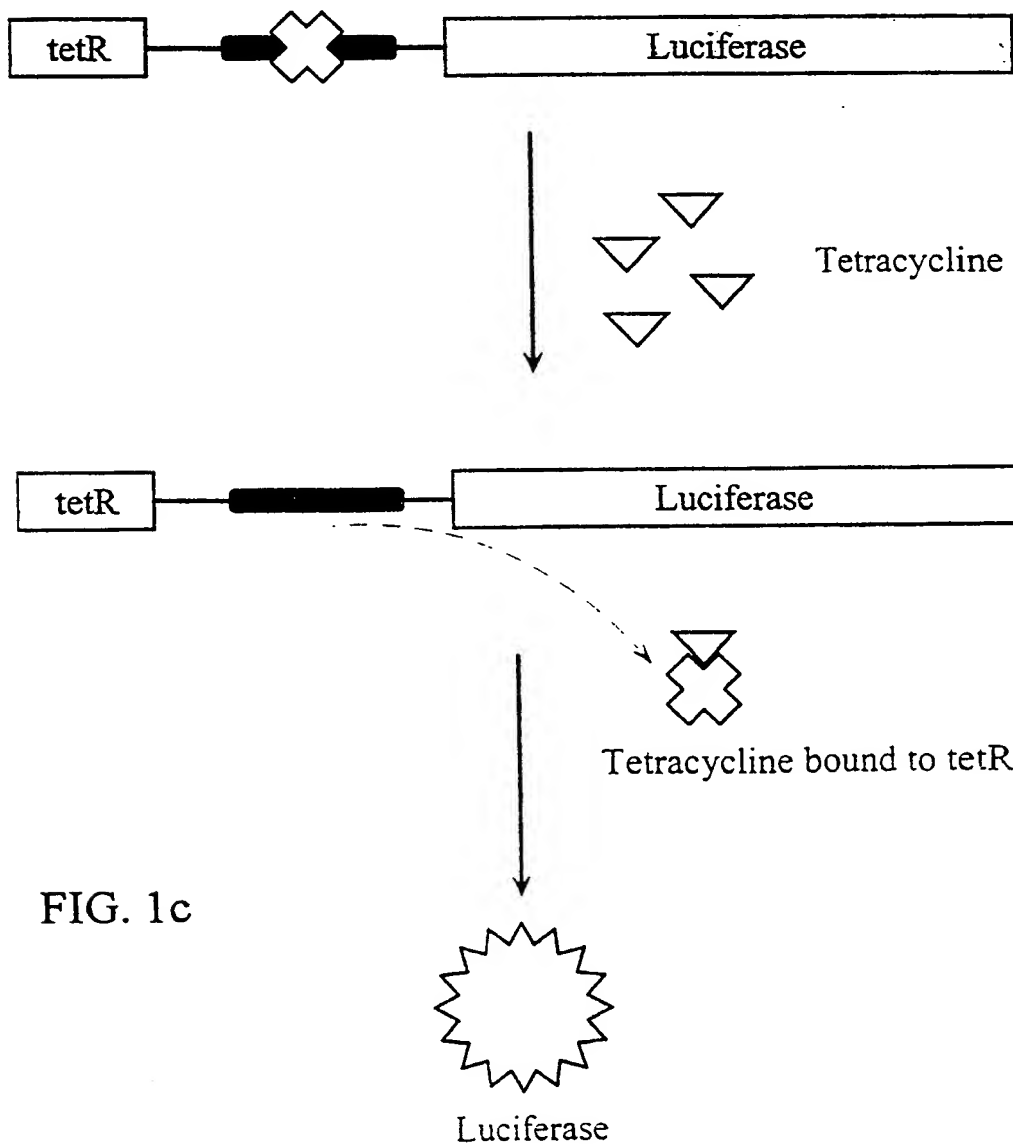 tetR Luciferase
Tetracycline
tetR Luciferase
Tetracycline bound to tetR
FIG. 1c
Luciferase